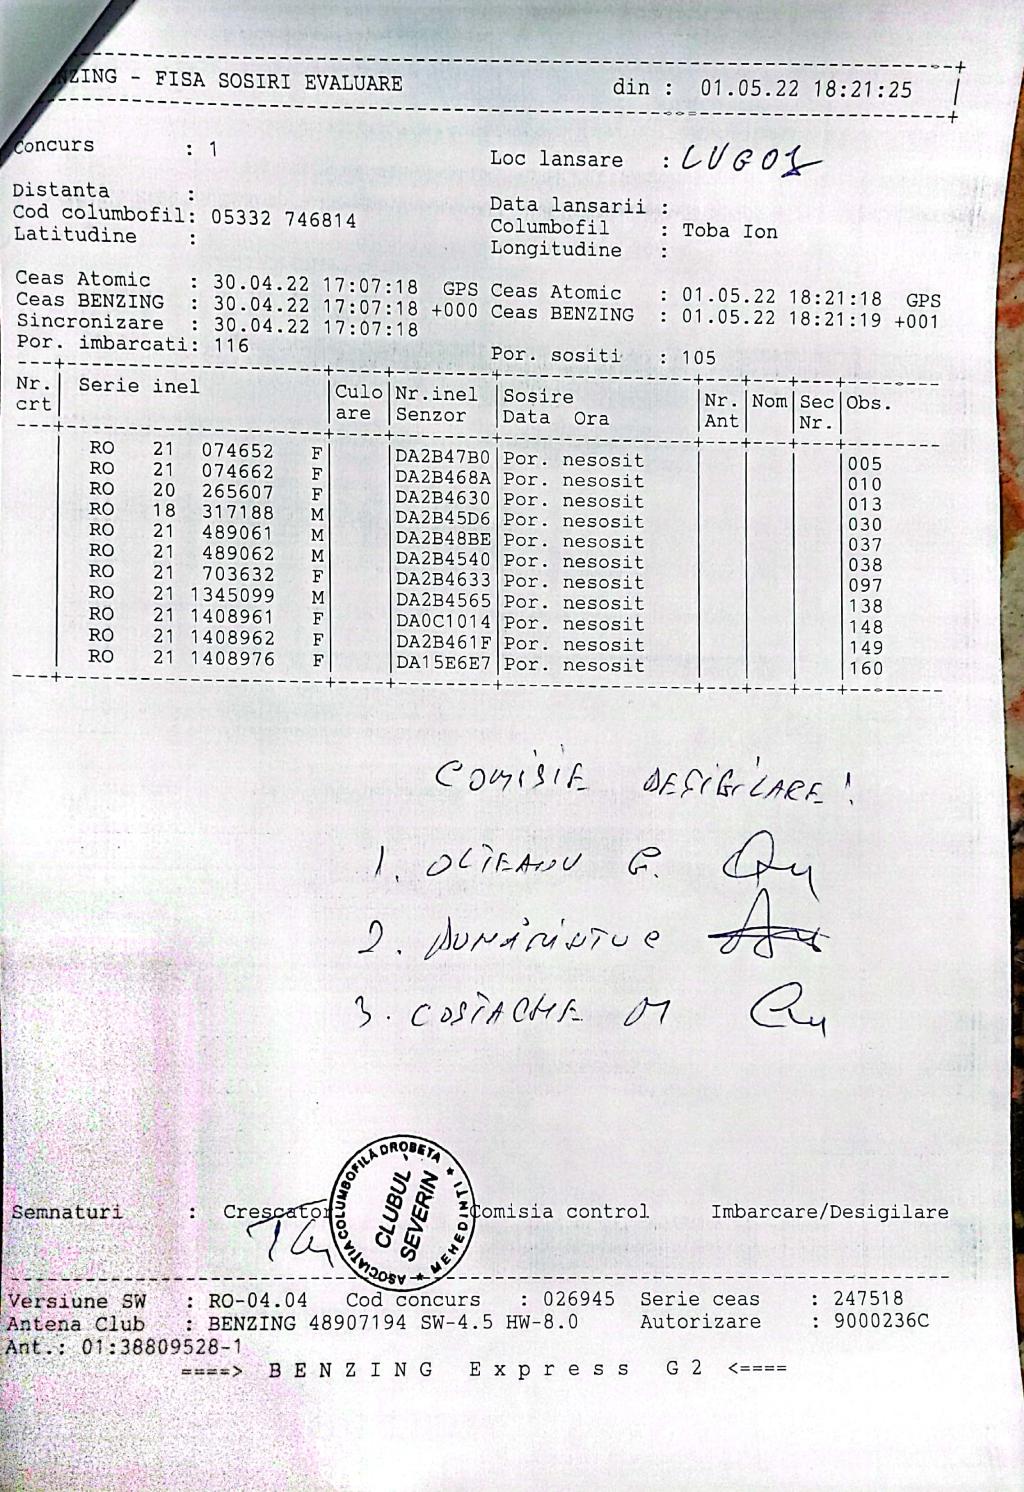 ZING - FISA SOSIRI EVALUARE din : 01.05.22 18:21:25
Concurs : 1
Loc lansare : LUGOJ
Distanta :
Data lansarii :
Cod columbofil: 05332 746814
Columbofil : Toba Ion
Latitudine :
Longitudine :
Ceas Atomic : 30.04.22 17:07:18 GPS Ceas Atomic : 01.05.22 18:21:18 GPS
Ceas BENZING : 30.04.22 17:07:18 +000 Ceas BENZING : 01.05.22 18:21:19 +001
Sincronizare : 30.04.22 17:07:18
Por. imbarcati: 116
Por. sositi : 105
Nr. Serie inel Culo Nr.inel Sosire Nr. Nom Sec Obs.
crt are Senzor Data Ora Ant Nr.
RO 21 074652 F DA2B47B0 Por. nesosit 005
RO 21 074662 F DA2B468A Por. nesosit 010
RO 20 265607 F DA2B4630 Por. nesosit 013
RO 18 317188 M DA2B45D6 Por. nesosit 030
RO 21 489061 M DA2B48BE Por. nesosit 037
RO 21 489062 M DA2B4540 Por. nesosit 038
RO 21 703632 F DA2B4633 Por. nesosit 097
RO 21 1345099 M DA2B4565 Por. nesosit 138
RO 21 1408961 F DA0C1014 Por. nesosit 148
RO 21 1408962 F DA2B461F Por. nesosit 149
RO 21 1408976 F DA15E6E7 Por. nesosit 160
COMISIE DESIGILARE!
1. OLTEANU G.
2.
3. COSTACHE M
ASOCIAȚIA COLUMBOFILĂ DROBETA * MEHEDINTI *
CLUBUL
SEVERIN
Semnaturi : Crescator Comisia control Imbarcare/Desigilare
Versiune SW : RO-04.04 Cod concurs : 026945 Serie ceas : 247518
Antena Club : BENZING 48907194 SW-4.5 HW-8.0 Autorizare : 9000236C
Ant.: 01:38809528-1
====> BENZING Express G2 <====